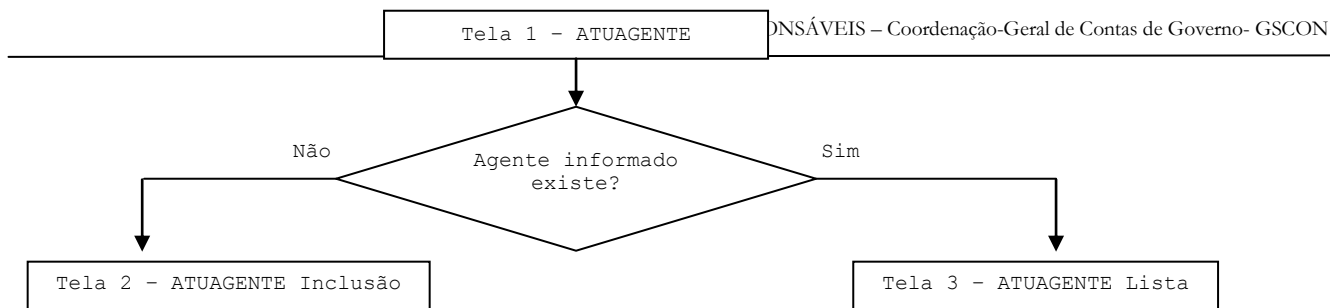 Tela 1 – ATUAGENTE
ONSÁVEIS – Coordenação-Geral de Contas de Governo- GSCON
Não
Agente informado
existe?
Sim
Tela 2 – ATUAGENTE Inclusão
Tela 3 – ATUAGENTE Lista